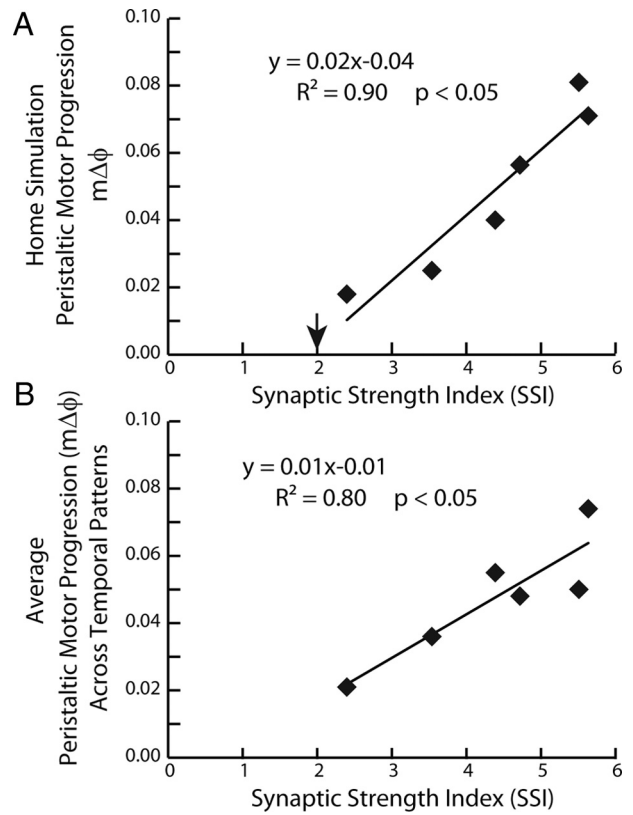 A
Home Simulation
Peristaltic Motor Progression
mΔϕ
0.10
0.08
0.06
0.04
0.02
0.00
y = 0.02x-0.04
R² = 0.90 p < 0.05
0 1 2 3 4 5 6
Synaptic Strength Index (SSI)
B
Average
Peristaltic Motor Progression (mΔϕ)
Across Temporal Patterns
0.10
0.08
0.06
0.04
0.02
0.00
y = 0.01x-0.01
R² = 0.80 p < 0.05
0 1 2 3 4 5 6
Synaptic Strength Index (SSI)